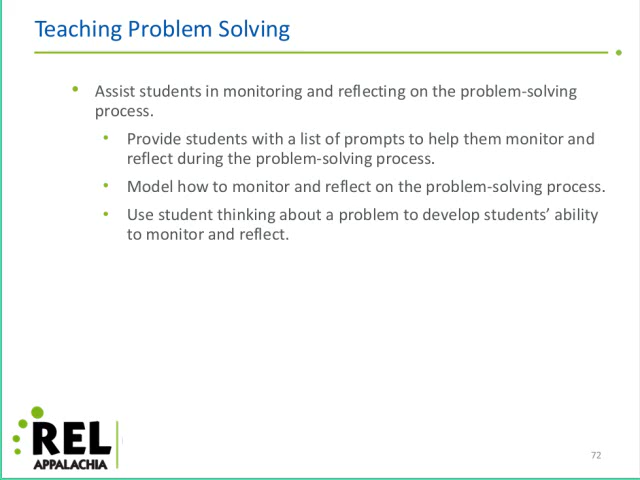 Teaching Problem Solving
• Assist students in monitoring and reflecting on the problem-solving
process.
• Provide students with a list of prompts to help them monitor and
reflect during the problem-solving process.
• Model how to monitor and reflect on the problem-solving process.
• Use student thinking about a problem to develop students’ ability
to monitor and reflect.
REL
APPALACHIA
72